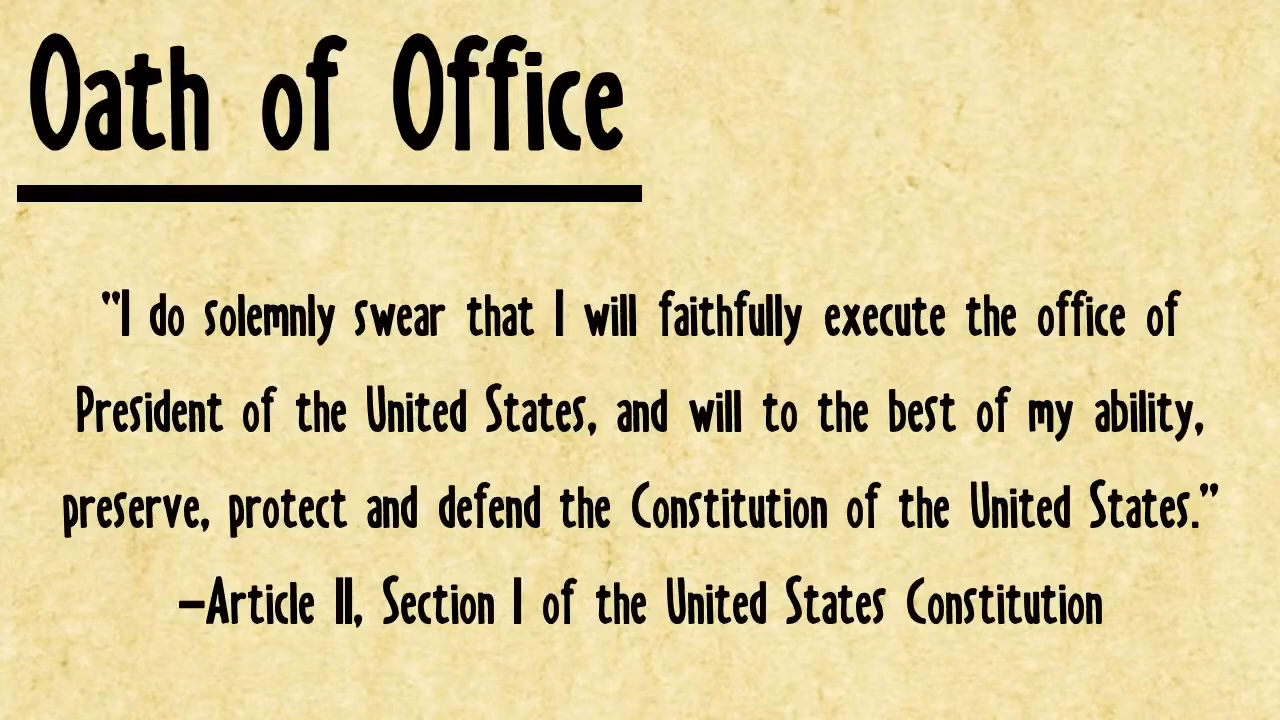 Oath of Office
"I do solemnly swear that I will faithfully execute the office of
President of the United States, and will to the best of my ability,
preserve, protect and defend the Constitution of the United States."
–Article II, Section I of the United States Constitution